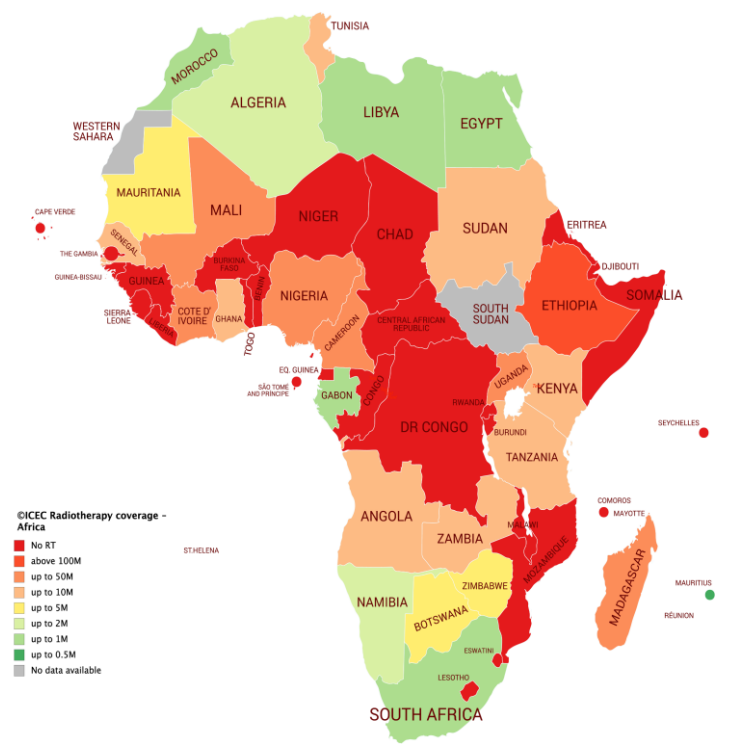 TUNISIA
MOROCCO
ALGERIA
LIBYA
EGYPT
WESTERN
SAHARA
MAURITANIA
MALI
NIGER
CHAD
SUDAN
ERITREA
CAPE VERDE
SENEGAL
THE GAMBIA
GUINEA-BISSAU
GUINEA
BURKINA
FASO
BENIN
NIGERIA
DJIBOUTI
SOMALIA
ETHIOPIA
SOUTH
SUDAN
SIERRA
LEONE
LIBERIA
COTE D'
IVOIRE
GHANA
TOGO
CAMEROON
CENTRAL AFRICAN
REPUBLIC
EQ. GUINEA
SÃO TOMÉ
AND PRINCIPE
GABON
CONGO
DR CONGO
UGANDA
KENYA
RWANDA
BURUNDI
TANZANIA
SEYCHELLES
COMOROS
MAYOTTE
ANGOLA
ZAMBIA
MALAWI
MOZAMBIQUE
MADAGASCAR
MAURITIUS
RÉUNION
ST.HELENA
ZIMBABWE
NAMIBIA
BOTSWANA
ESWATINI
LESOTHO
SOUTH AFRICA
©ICEC Radiotherapy coverage –
Africa
No RT
above 100M
up to 50M
up to 10M
up to 5M
up to 2M
up to 1M
up to 0.5M
No data available